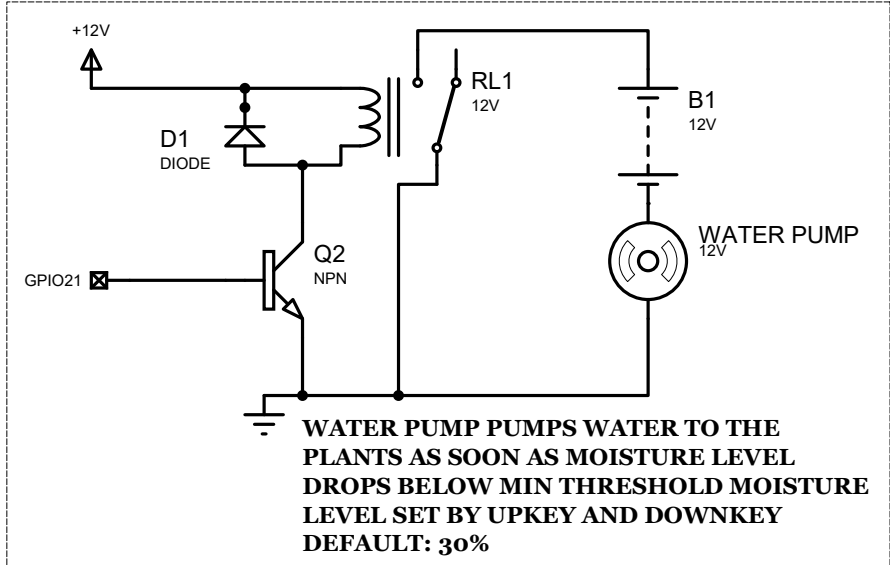 +12V
RL1
12V
B1
12V
D1
DIODE
WATER PUMP
12V
Q2
NPN
GPIO21
WATER PUMP PUMPS WATER TO THE
PLANTS AS SOON AS MOISTURE LEVEL
DROPS BELOW MIN THRESHOLD MOISTURE
LEVEL SET BY UPKEY AND DOWNKEY
DEFAULT: 30%